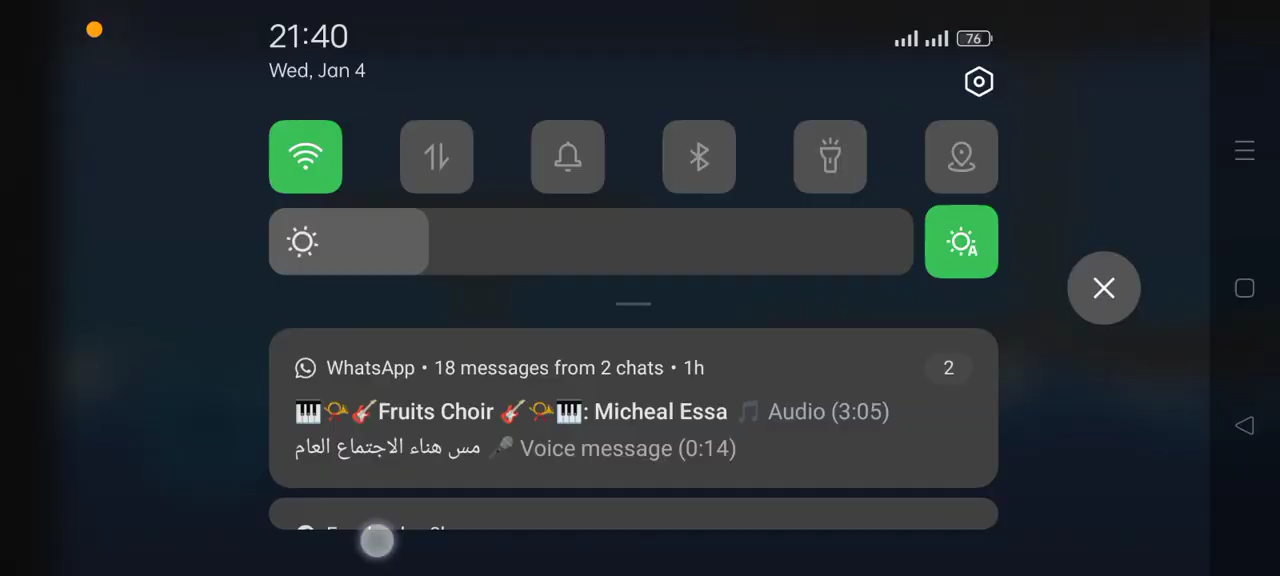 21:40
76
Wed, Jan 4
A
WhatsApp • 18 messages from 2 chats • 1h
2
🎹📯🎸Fruits Choir 🎸📯🎹: Micheal Essa 🎵 Audio (3:05)
مس هناء الاجتماع العام 🎤 Voice message (0:14)